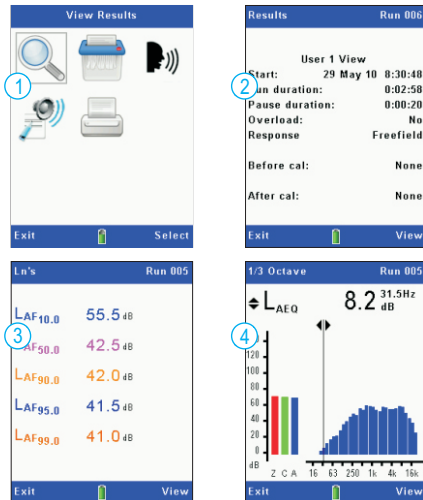 View Results
1
Exit Select
Results Run 006
User 1 View
Start: 29 May 10 8:30:48
2 un duration: 0:02:58
Pause duration: 0:00:20
Overload: No
Response Freefield
Before cal: None
After cal: None
Exit View
Ln's Run 005
LAF10.0 55.5 dB
3
AF50.0 42.5 dB
LAF90.0 42.0 dB
LAF95.0 41.5 dB
LAF99.0 41.0 dB
Exit View
1/3 Octave Run 005
LAEQ 8.2 31.5Hz dB
4
120
100
80
60
40
20
0
dB
Z C A 16 63 250 1k 4k 16k
Exit View